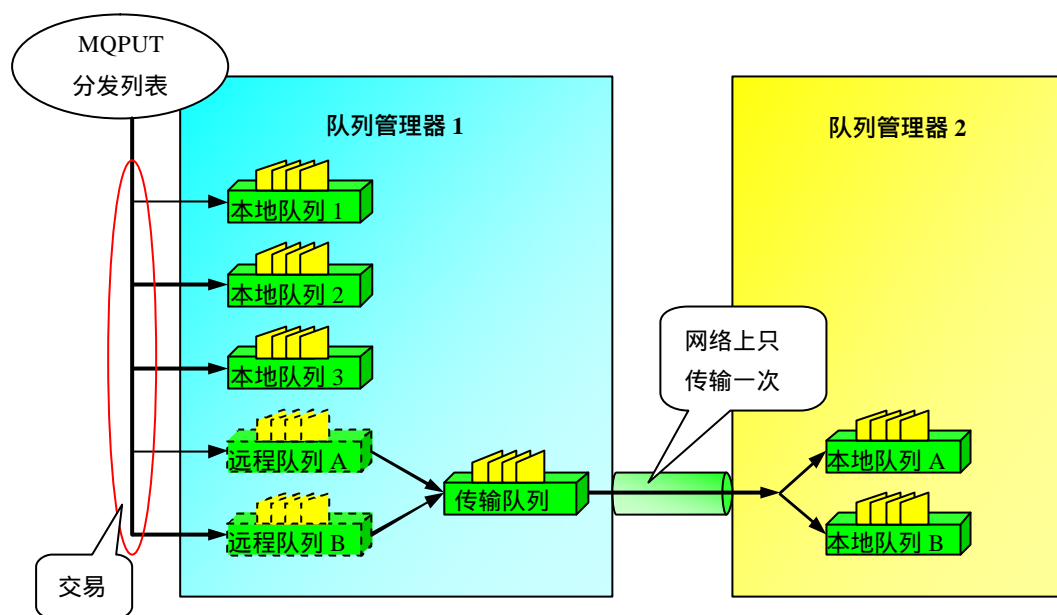 MQPUT
分发列表
队列管理器 1
队列管理器 2
本地队列 1
本地队列 2
本地队列 3
网络上只
传输一次
远程队列 A
传输队列
本地队列 A
远程队列 B
本地队列 B
交易